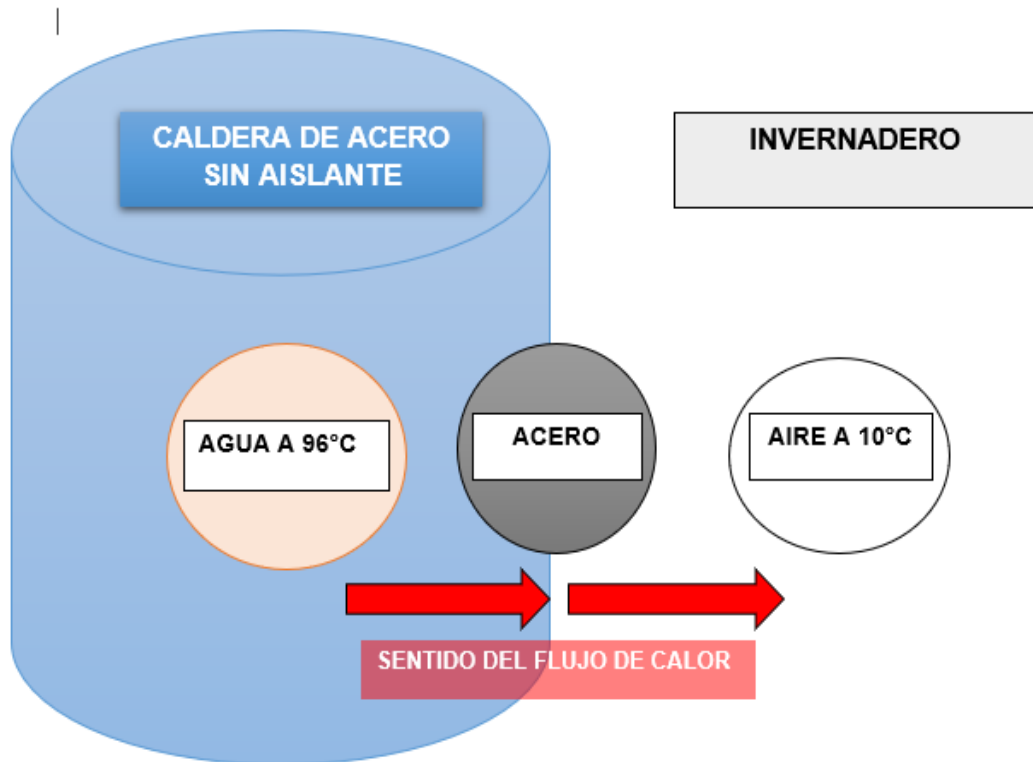 CALDERA DE ACERO
SIN AISLANTE
INVERNADERO
AGUA A 96°C
ACERO
AIRE A 10°C
SENTIDO DEL FLUJO DE CALOR